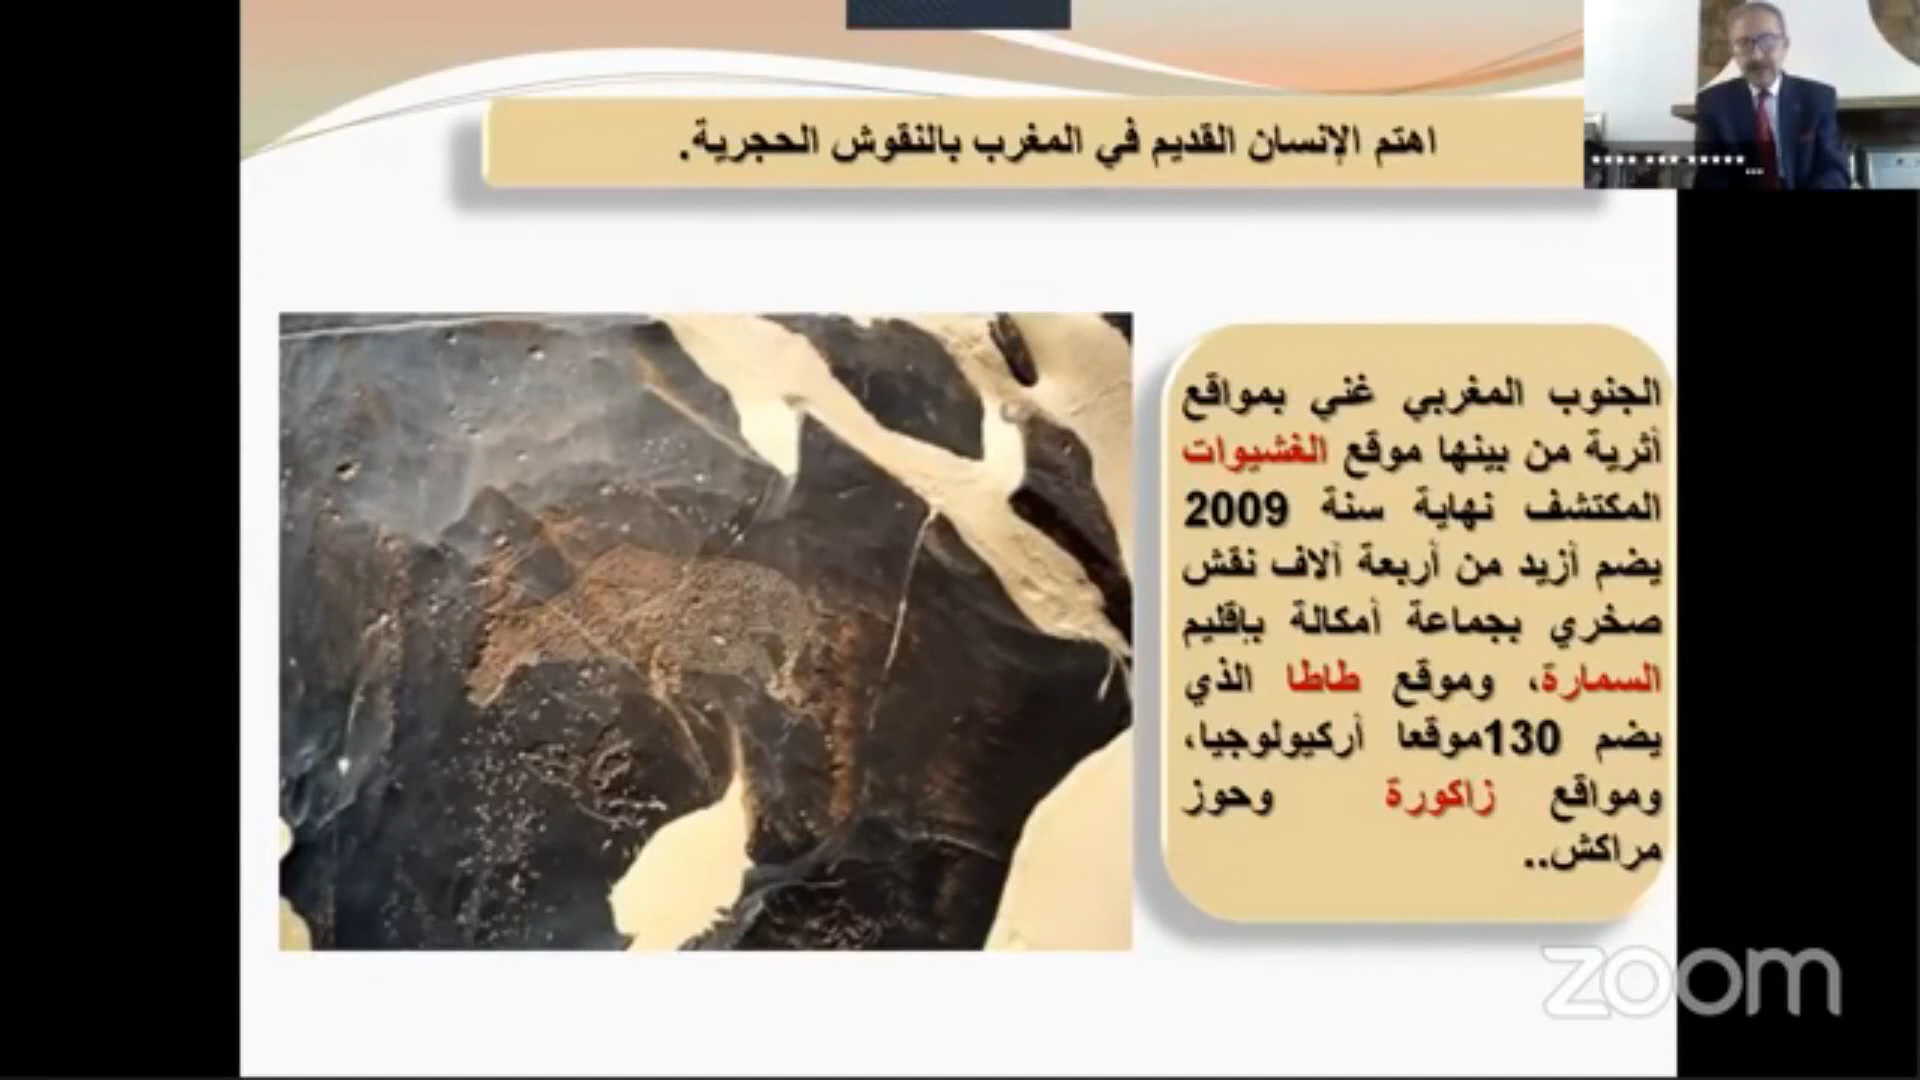 اهتم الإنسان القديم في المغرب بالنقوش الحجرية.
الجنوب المغربي غني بمواقع
أثرية من بينها موقع الغشيوات
المكتشف نهاية سنة 2009
يضم أزيد من أربعة آلاف نقش
صخري بجماعة أمكالة بإقليم
السمارة، وموقع طاطا الذي
يضم 130موقعا أركيولوجيا،
ومواقع زاكورة وحوز
مراكش..
zoom